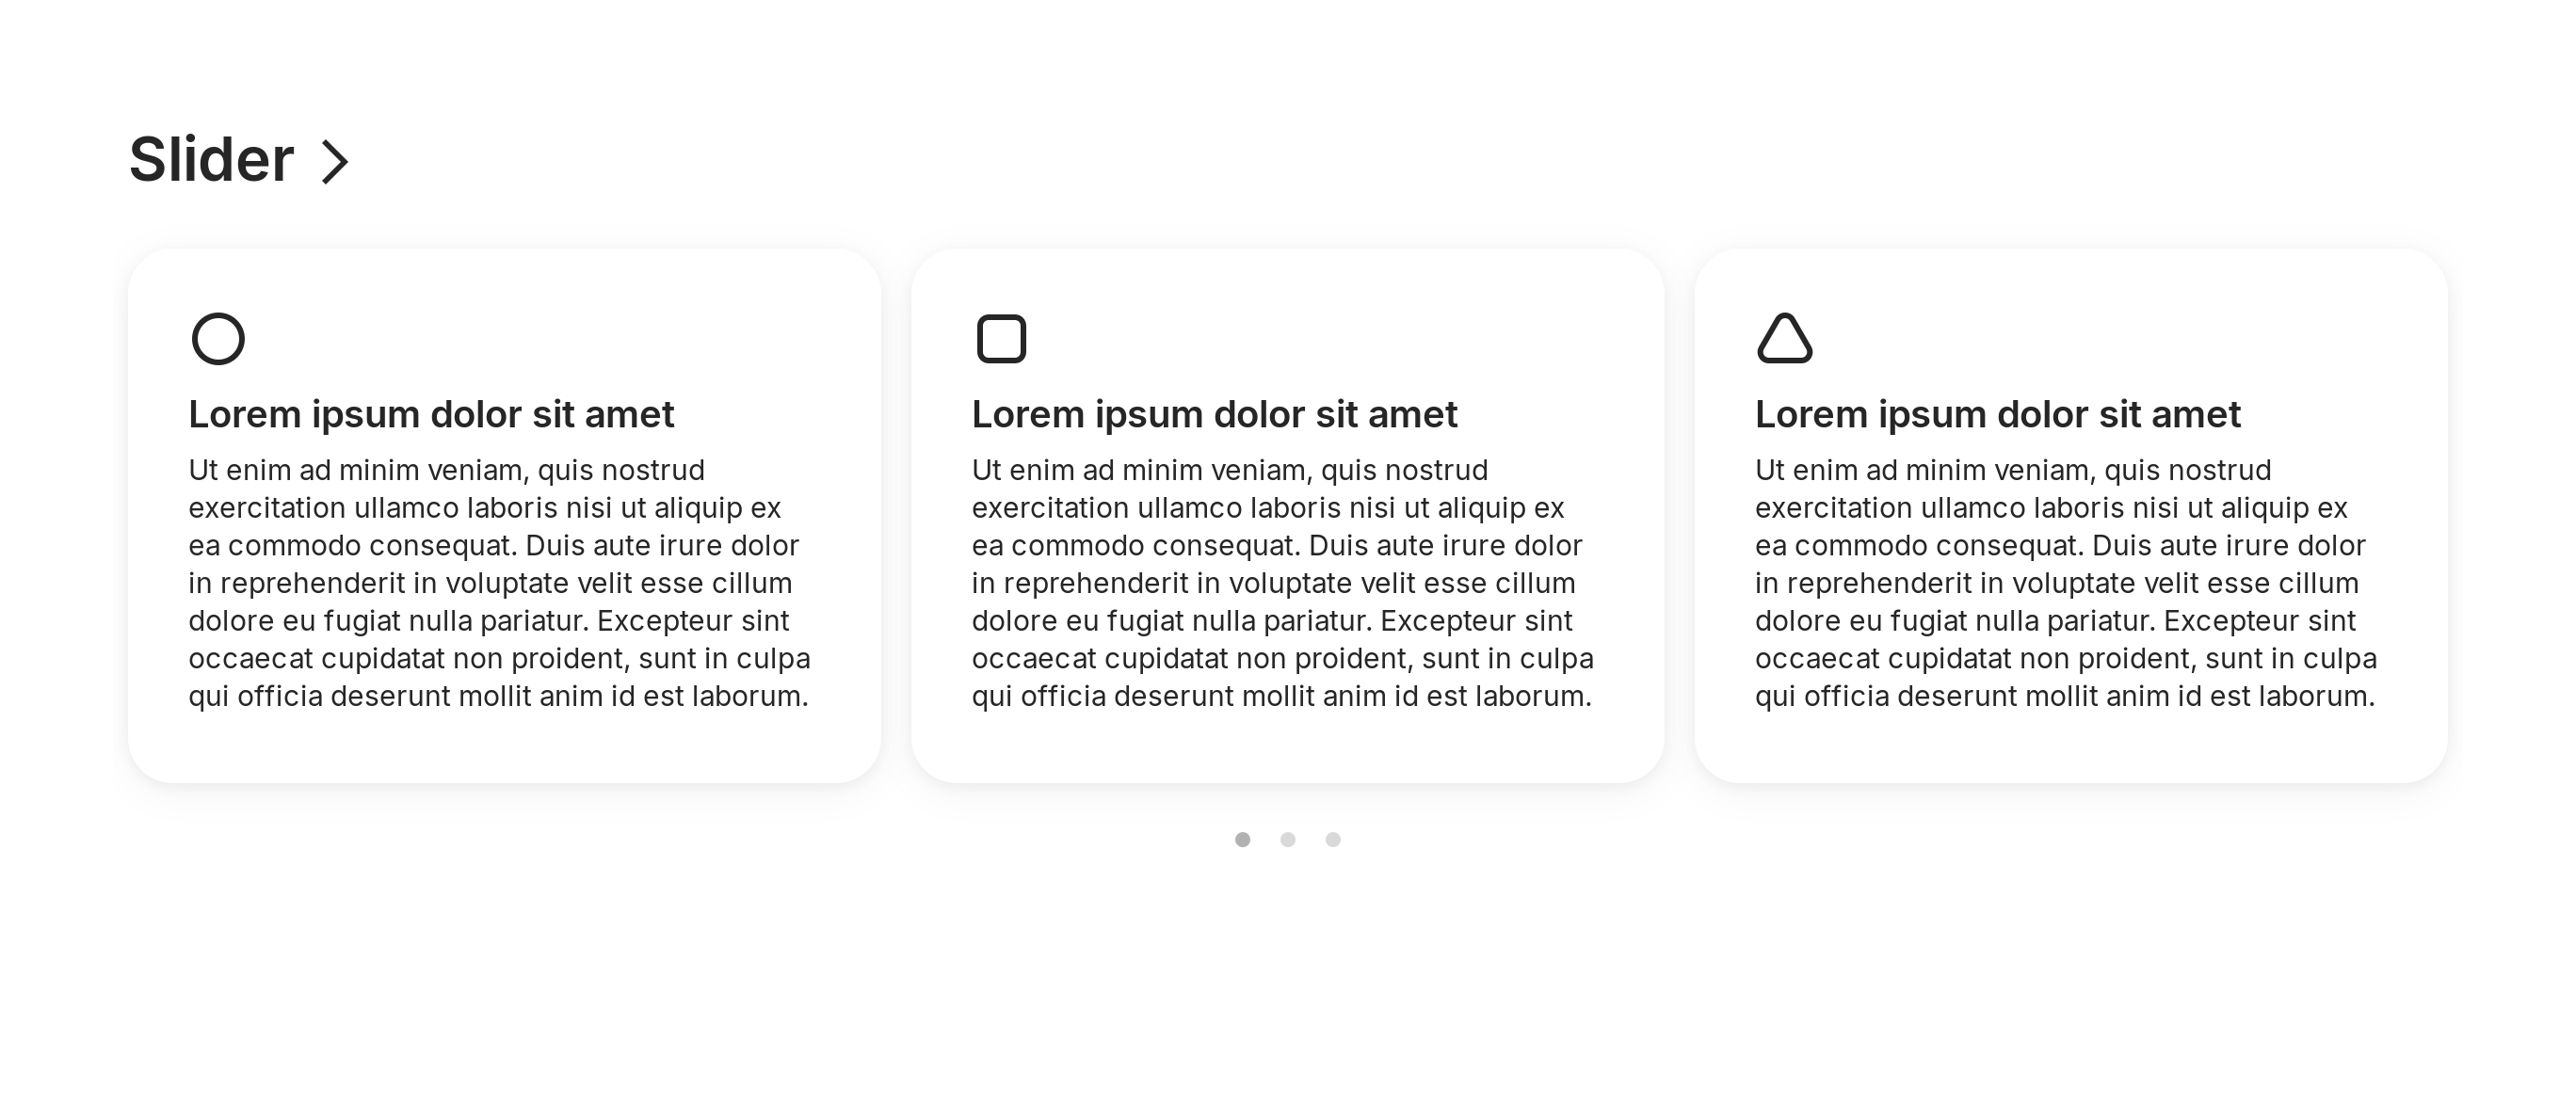 Slider
Lorem ipsum dolor sit amet
Ut enim ad minim veniam, quis nostrud
exercitation ullamco laboris nisi ut aliquip ex
ea commodo consequat. Duis aute irure dolor
in reprehenderit in voluptate velit esse cillum
dolore eu fugiat nulla pariatur. Excepteur sint
occaecat cupidatat non proident, sunt in culpa
qui officia deserunt mollit anim id est laborum.
Lorem ipsum dolor sit amet
Ut enim ad minim veniam, quis nostrud
exercitation ullamco laboris nisi ut aliquip ex
ea commodo consequat. Duis aute irure dolor
in reprehenderit in voluptate velit esse cillum
dolore eu fugiat nulla pariatur. Excepteur sint
occaecat cupidatat non proident, sunt in culpa
qui officia deserunt mollit anim id est laborum.
Lorem ipsum dolor sit amet
Ut enim ad minim veniam, quis nostrud
exercitation ullamco laboris nisi ut aliquip ex
ea commodo consequat. Duis aute irure dolor
in reprehenderit in voluptate velit esse cillum
dolore eu fugiat nulla pariatur. Excepteur sint
occaecat cupidatat non proident, sunt in culpa
qui officia deserunt mollit anim id est laborum.